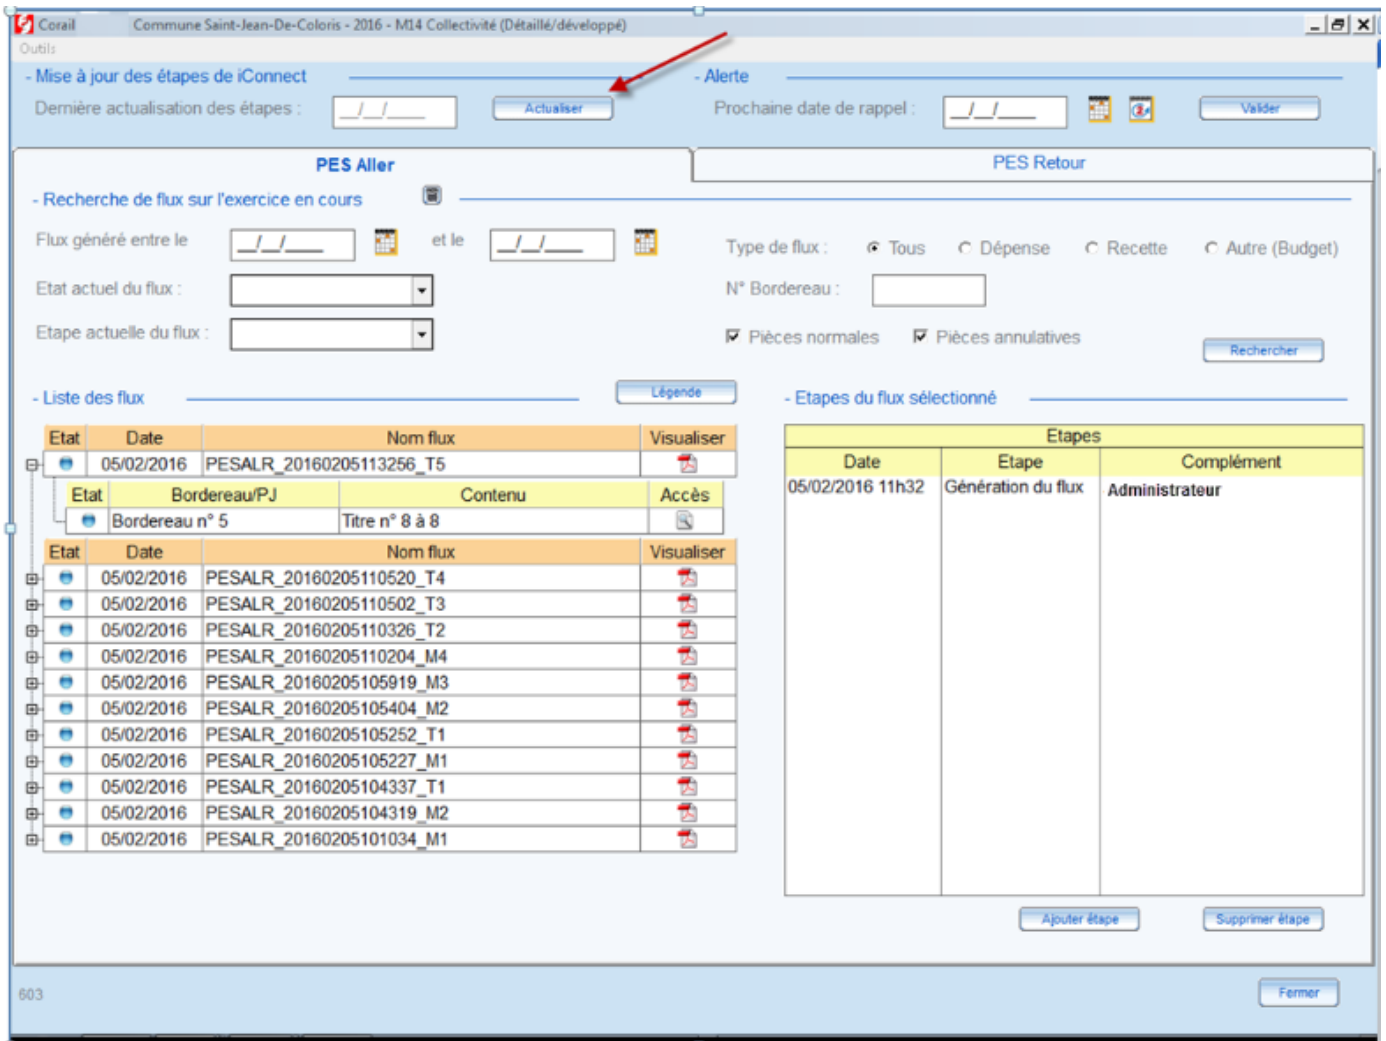 Corail Commune Saint-Jean-De-Coloris - 2016 - M14 Collectivité (Détaillé/développé)
Outils
- Mise à jour des étapes de iConnect
- Alerte
Dernière actualisation des étapes : __/__/____ Actualiser
Prochaine date de rappel : __/__/____ Valider
PES Aller
PES Retour
- Recherche de flux sur l'exercice en cours
Flux généré entre le __/__/____ et le __/__/____
Type de flux : Tous Dépense Recette Autre (Budget)
Etat actuel du flux :
N° Bordereau :
Etape actuelle du flux :
Pièces normales Pièces annulatives
Rechercher
- Liste des flux
Légende
Etat Date Nom flux Visualiser
05/02/2016 PESALR_20160205113256_T5
Etat Bordereau/PJ Contenu Accès
Bordereau n° 5 Titre n° 8 à 8
Etat Date Nom flux Visualiser
05/02/2016 PESALR_20160205110520_T4
05/02/2016 PESALR_20160205110502_T3
05/02/2016 PESALR_20160205110326_T2
05/02/2016 PESALR_20160205110204_M4
05/02/2016 PESALR_20160205105919_M3
05/02/2016 PESALR_20160205105404_M2
05/02/2016 PESALR_20160205105252_T1
05/02/2016 PESALR_20160205105227_M1
05/02/2016 PESALR_20160205104337_T1
05/02/2016 PESALR_20160205104319_M2
05/02/2016 PESALR_20160205101034_M1
- Etapes du flux sélectionné
Etapes
Date Etape Complément
05/02/2016 11h32 Génération du flux Administrateur
Ajouter étape Supprimer étape
603
Fermer